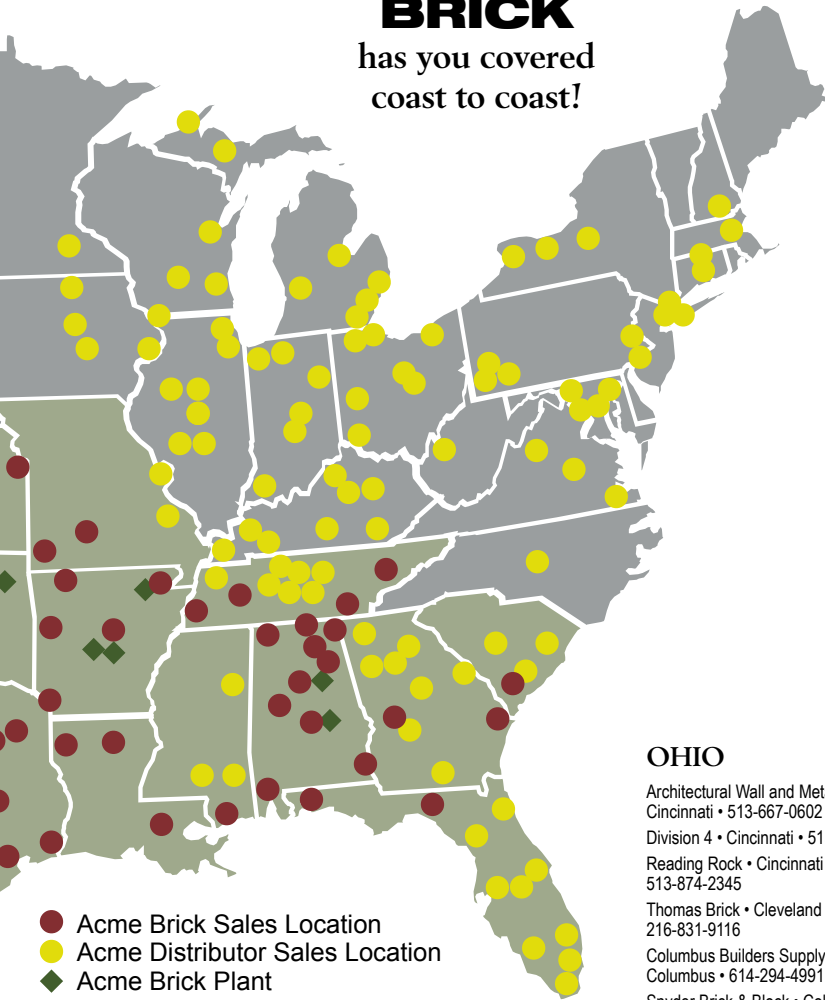 BRICK
has you covered
coast to coast!
OHIO
Architectural Wall and Met
Cincinnati • 513-667-0602
Division 4 • Cincinnati • 51
Reading Rock • Cincinnati
513-874-2345
Thomas Brick • Cleveland
216-831-9116
Columbus Builders Supply
Columbus • 614-294-4991
Acme Brick Sales Location
Acme Distributor Sales Location
Acme Brick Plant